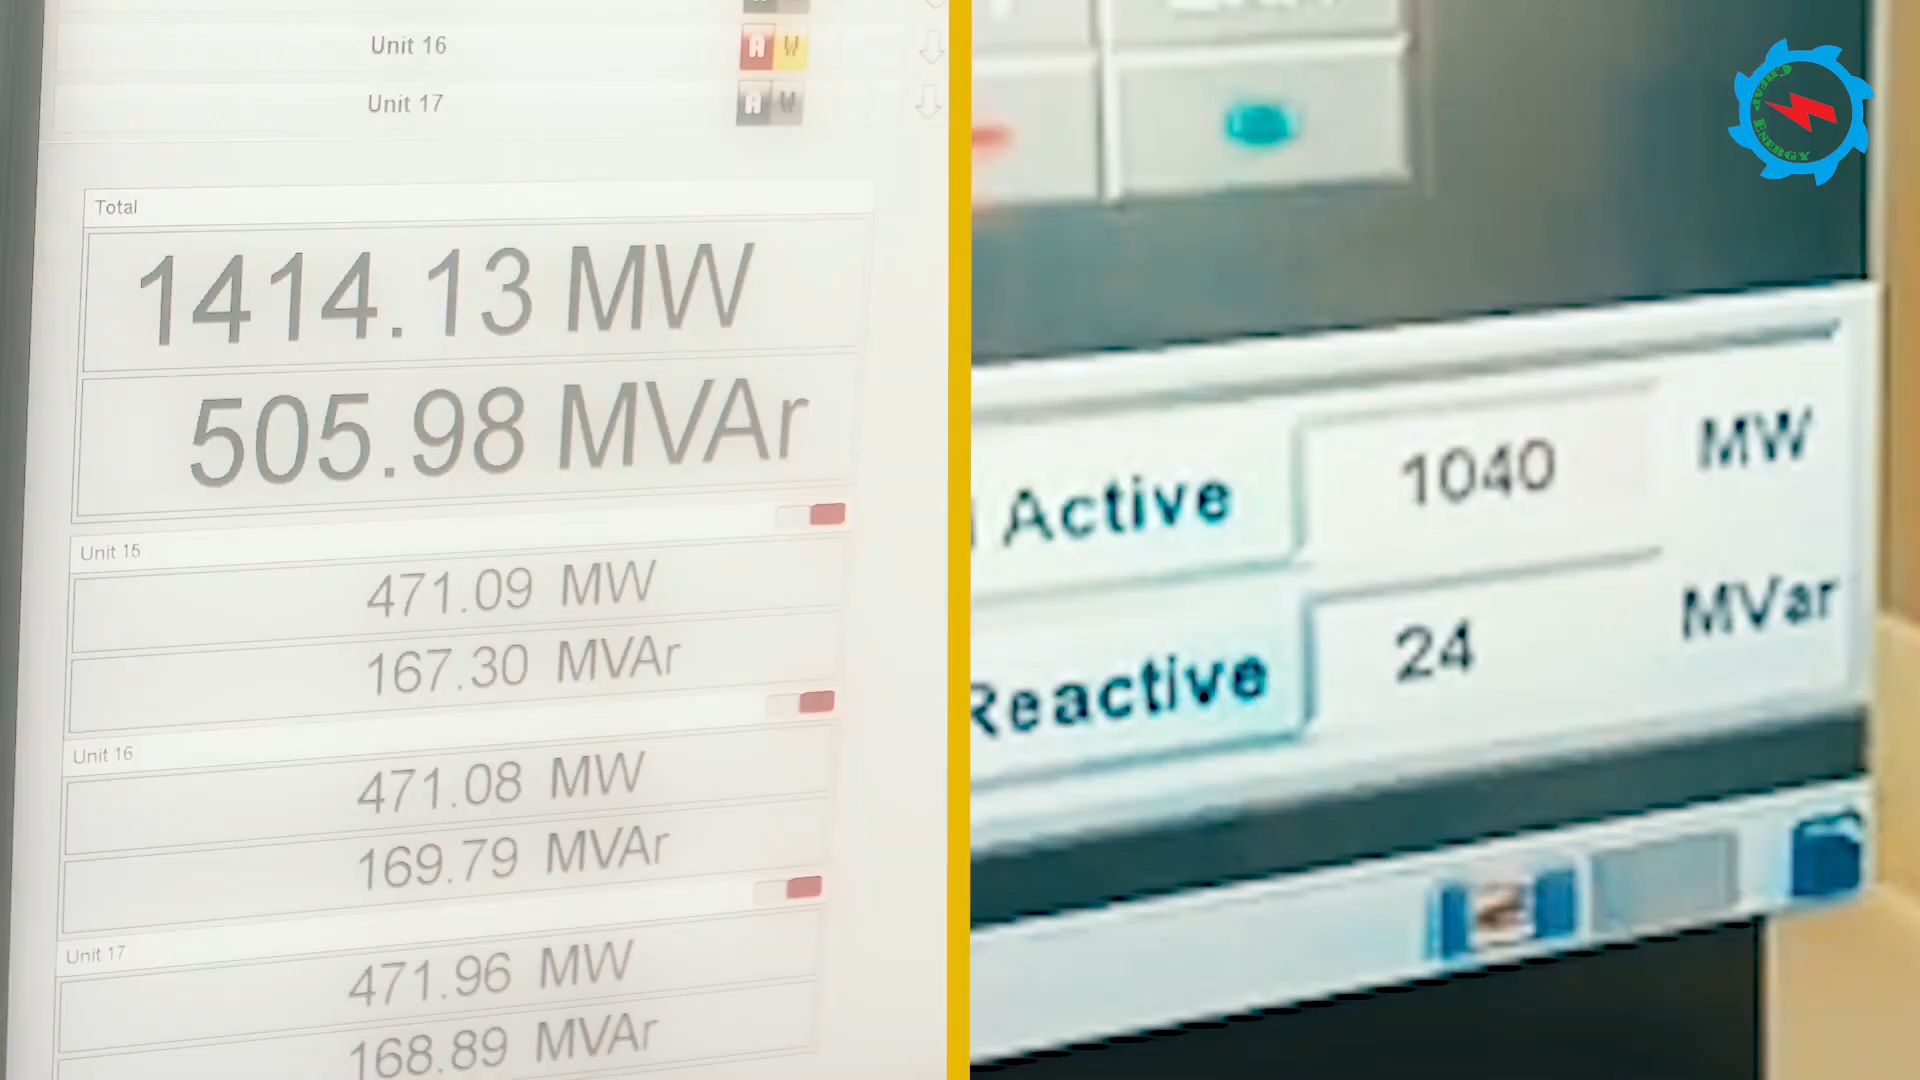 Unit 16
A W
Unit 17
A W
Total
1414.13 MW
505.98 MVAr
Unit 15
471.09 MW
167.30 MVAr
Unit 16
471.08 MW
169.79 MVAr
Unit 17
471.96 MW
168.89 MVAr
Active 1040 MW
Reactive 24 MVar
CHEAP ENERGY